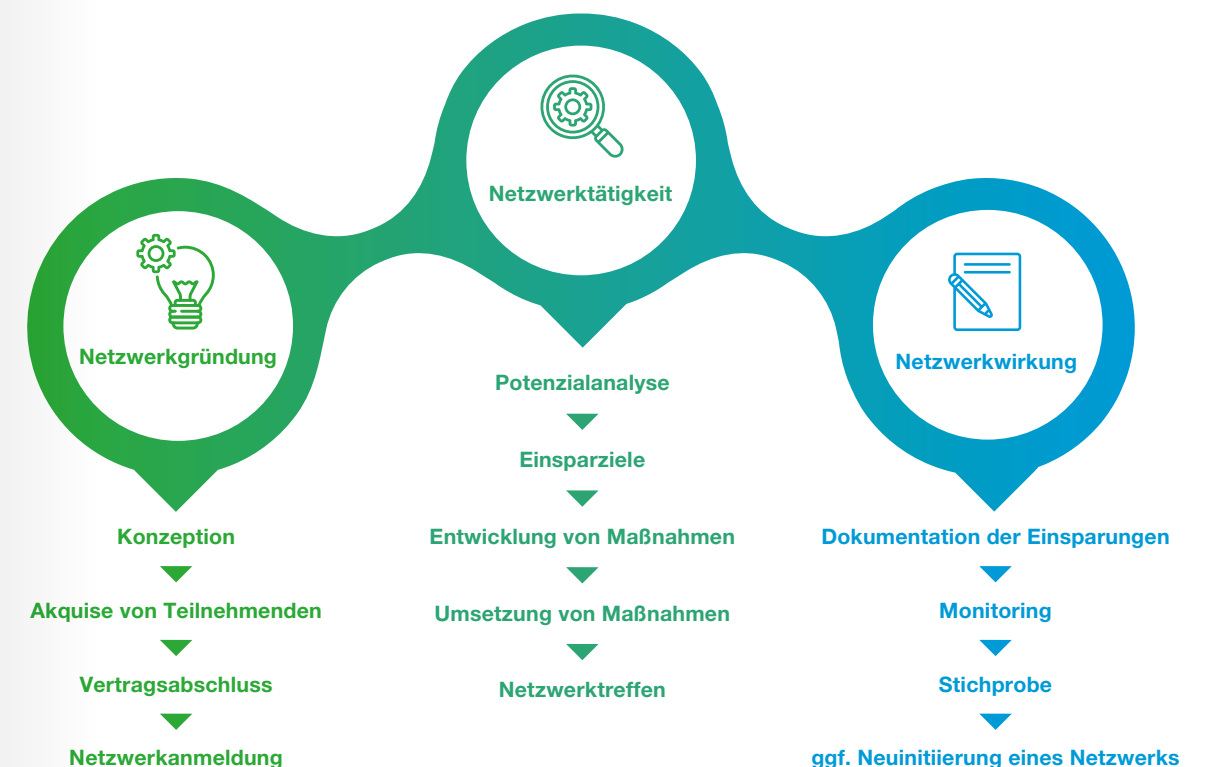 Netzwerkgründung
Konzeption
Akquise von Teilnehmenden
Vertragsabschluss
Netzwerkanmeldung
Netzwerktätigkeit
Potenzialanalyse
Einsparziele
Entwicklung von Maßnahmen
Umsetzung von Maßnahmen
Netzwerktreffen
Netzwerkwirkung
Dokumentation der Einsparungen
Monitoring
Stichprobe
ggf. Neuinitiierung eines Netzwerks